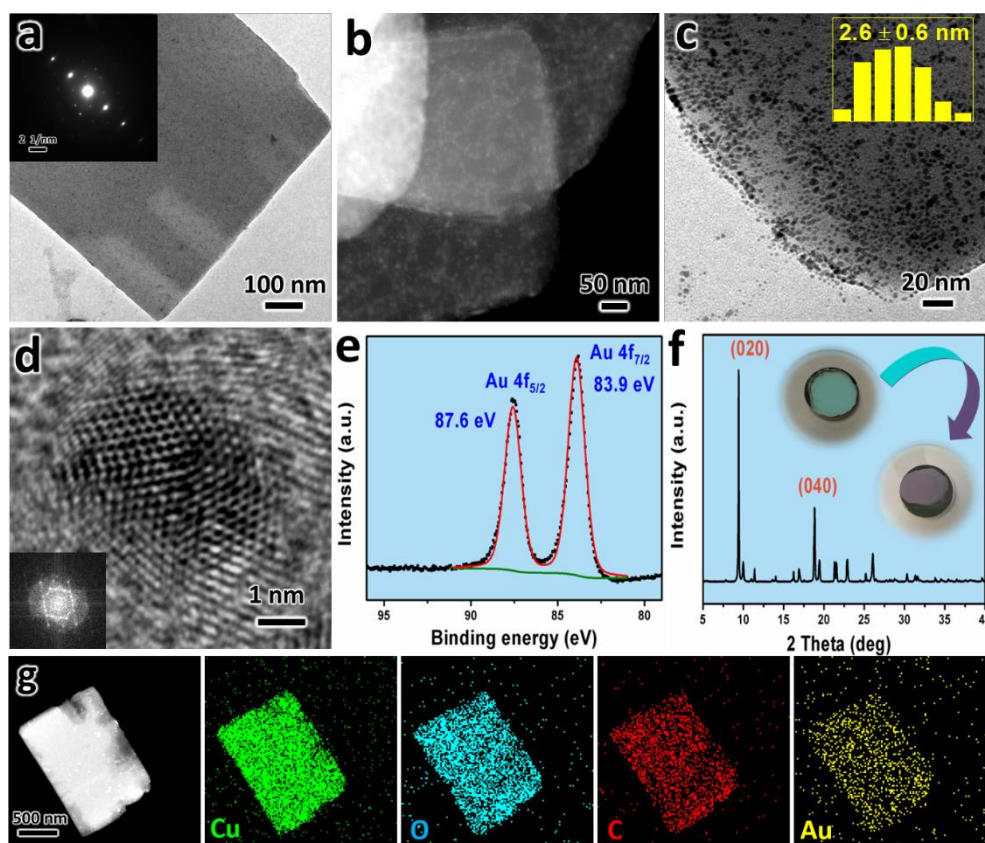 a
2 1/nm
100 nm
b
50 nm
c
2.6 ± 0.6 nm
20 nm
d
1 nm
e
Au 4f7/2
Au 4f5/2
83.9 eV
87.6 eV
Intensity (a.u.)
95 90 85 80
Binding energy (eV)
f
(020)
(040)
Intensity (a.u.)
5 10 15 20 25 30 35 40
2 Theta (deg)
g
500 nm
Cu
O
C
Au